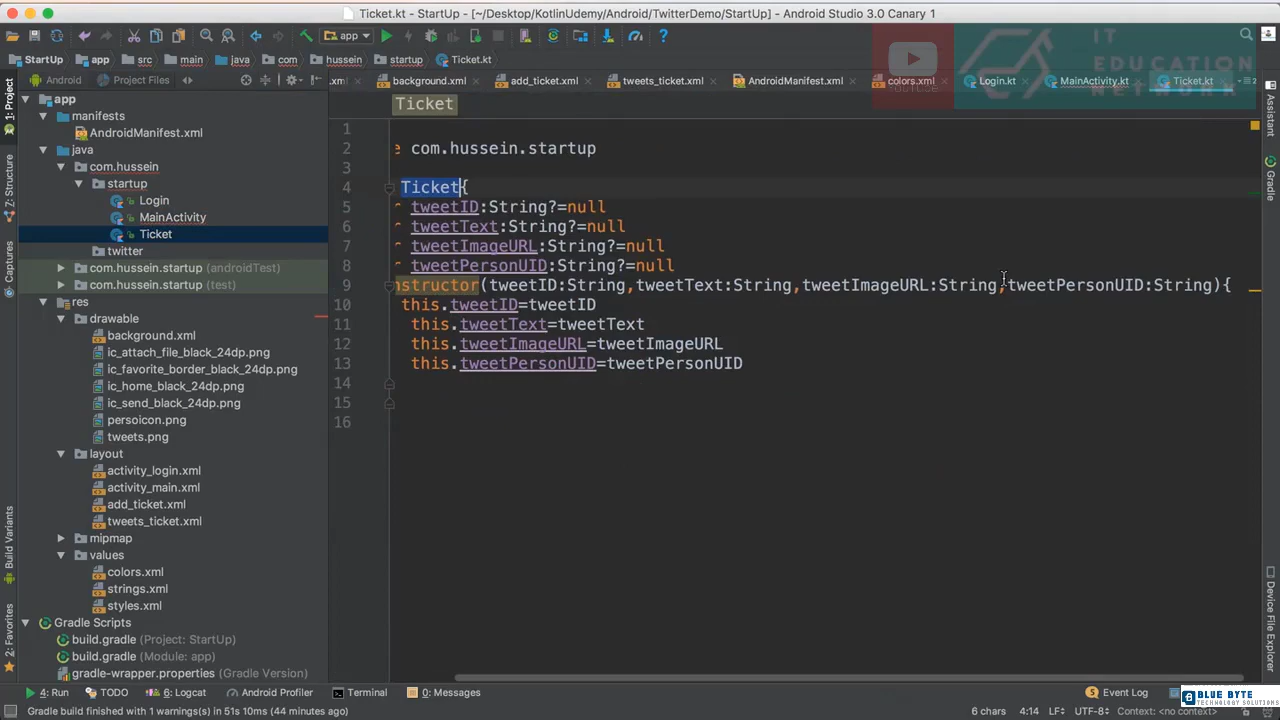 Ticket.kt - StartUp - [~/Desktop/KotlinUdemy/Android/TwitterDemo/StartUp] - Android Studio 3.0 Canary 1
app
StartUp app src main java com hussein startup Ticket.kt
IT
EDUCATION
NETWORK
Android Project Files
.xml background.xml add_ticket.xml tweets_ticket.xml AndroidManifest.xml colors.xml Login.kt MainActivity.kt Ticket.kt
app
manifests
AndroidManifest.xml
java
com.hussein
startup
Login
MainActivity
Ticket
twitter
com.hussein.startup (androidTest)
com.hussein.startup (test)
res
drawable
background.xml
ic_attach_file_black_24dp.png
ic_favorite_border_black_24dp.png
ic_home_black_24dp.png
ic_send_black_24dp.png
persoicon.png
tweets.png
layout
activity_login.xml
activity_main.xml
add_ticket.xml
tweets_ticket.xml
mipmap
values
colors.xml
strings.xml
styles.xml
Gradle Scripts
build.gradle (Project: StartUp)
build.gradle (Module: app)
gradle-wrapper.properties (Gradle Version)
1: Project
7: Structure
Captures
Build Variants
2: Favorites
Ticket
1
2 e com.hussein.startup
3
4 Ticket{
5 r tweetID:String?=null
6 r tweetText:String?=null
7 r tweetImageURL:String?=null
8 r tweetPersonUID:String?=null
9 nstructor(tweetID:String,tweetText:String,tweetImageURL:String,tweetPersonUID:String){
10 this.tweetID=tweetID
11 this.tweetText=tweetText
12 this.tweetImageURL=tweetImageURL
13 this.tweetPersonUID=tweetPersonUID
14
15
16
Assistant
Gradle
Device File Explorer
4: Run TODO 6: Logcat Android Profiler Terminal 0: Messages Event Log
Gradle build finished with 1 warnings(s) in 51s 10ms (44 minutes ago) 6 chars 4:14 LF÷ UTF-8÷ Context: <no context>
BLUE BYTE
TECHNOLOGY SOLUTIONS